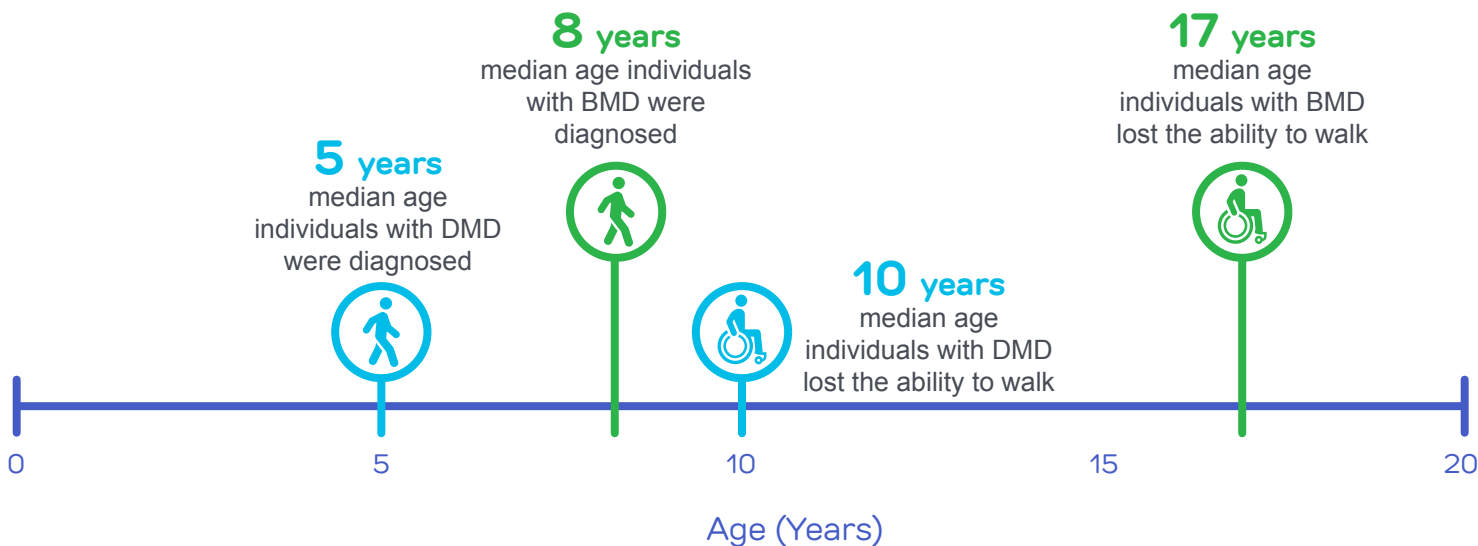 5 years
median age
individuals with DMD
were diagnosed
8 years
median age individuals
with BMD were
diagnosed
10 years
median age
individuals with DMD
lost the ability to walk
17 years
median age
individuals with BMD
lost the ability to walk
0
5
10
15
20
Age (Years)